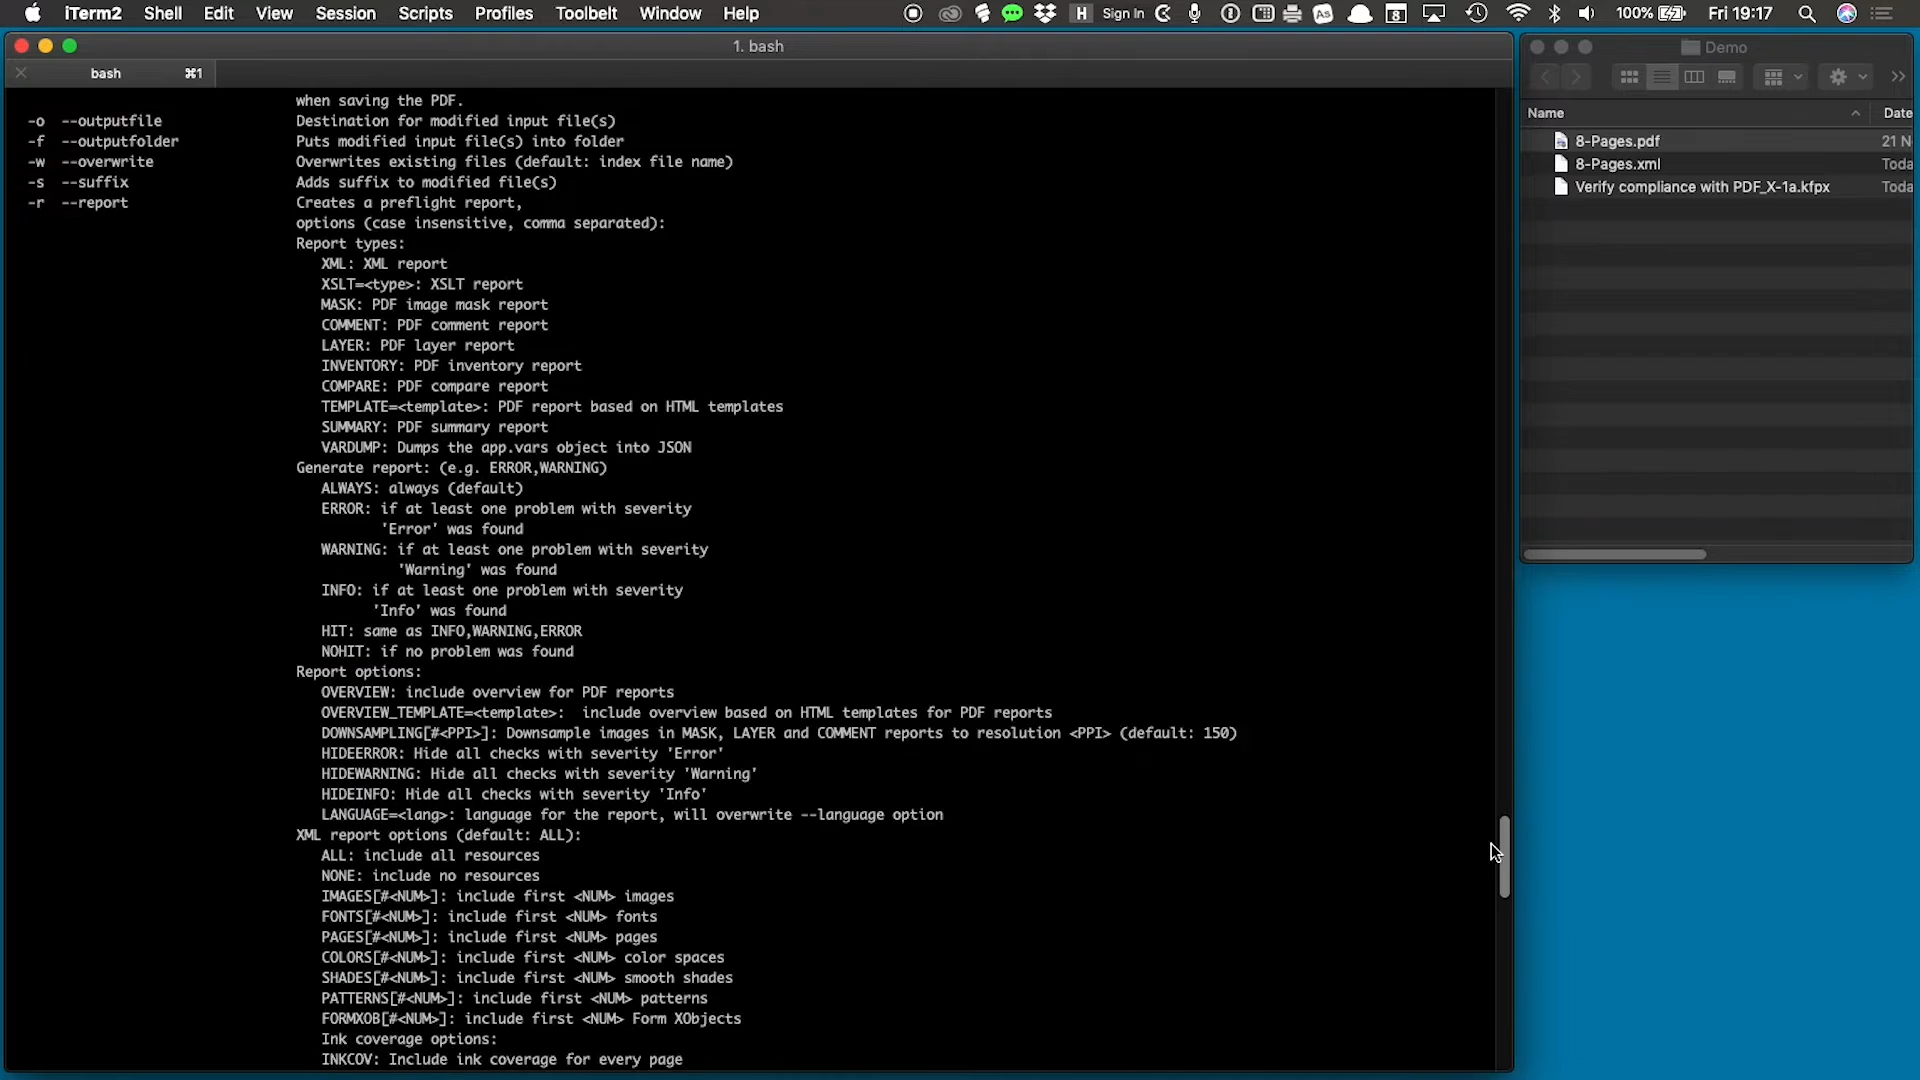 iTerm2 Shell Edit View Session Scripts Profiles Toolbelt Window Help H Sign In As 8 100% Fri 19:17
1. bash
bash ⌘1
when saving the PDF.
-o --outputfile Destination for modified input file(s)
-f --outputfolder Puts modified input file(s) into folder
-w --overwrite Overwrites existing files (default: index file name)
-s --suffix Adds suffix to modified file(s)
-r --report Creates a preflight report,
options (case insensitive, comma separated):
Report types:
XML: XML report
XSLT=<type>: XSLT report
MASK: PDF image mask report
COMMENT: PDF comment report
LAYER: PDF layer report
INVENTORY: PDF inventory report
COMPARE: PDF compare report
TEMPLATE=<template>: PDF report based on HTML templates
SUMMARY: PDF summary report
VARDUMP: Dumps the app.vars object into JSON
Generate report: (e.g. ERROR,WARNING)
ALWAYS: always (default)
ERROR: if at least one problem with severity
'Error' was found
WARNING: if at least one problem with severity
'Warning' was found
INFO: if at least one problem with severity
'Info' was found
HIT: same as INFO,WARNING,ERROR
NOHIT: if no problem was found
Report options:
OVERVIEW: include overview for PDF reports
OVERVIEW_TEMPLATE=<template>: include overview based on HTML templates for PDF reports
DOWNSAMPLING[#<PPI>]: Downsample images in MASK, LAYER and COMMENT reports to resolution <PPI> (default: 150)
HIDEERROR: Hide all checks with severity 'Error'
HIDEWARNING: Hide all checks with severity 'Warning'
HIDEINFO: Hide all checks with severity 'Info'
LANGUAGE=<lang>: language for the report, will overwrite --language option
XML report options (default: ALL):
ALL: include all resources
NONE: include no resources
IMAGES[#<NUM>]: include first <NUM> images
FONTS[#<NUM>]: include first <NUM> fonts
PAGES[#<NUM>]: include first <NUM> pages
COLORS[#<NUM>]: include first <NUM> color spaces
SHADES[#<NUM>]: include first <NUM> smooth shades
PATTERNS[#<NUM>]: include first <NUM> patterns
FORMXOB[#<NUM>]: include first <NUM> Form XObjects
Ink coverage options:
INKCOV: Include ink coverage for every page
Demo
Name Date
8-Pages.pdf 21 N
8-Pages.xml Toda
Verify compliance with PDF_X-1a.kfpx Toda